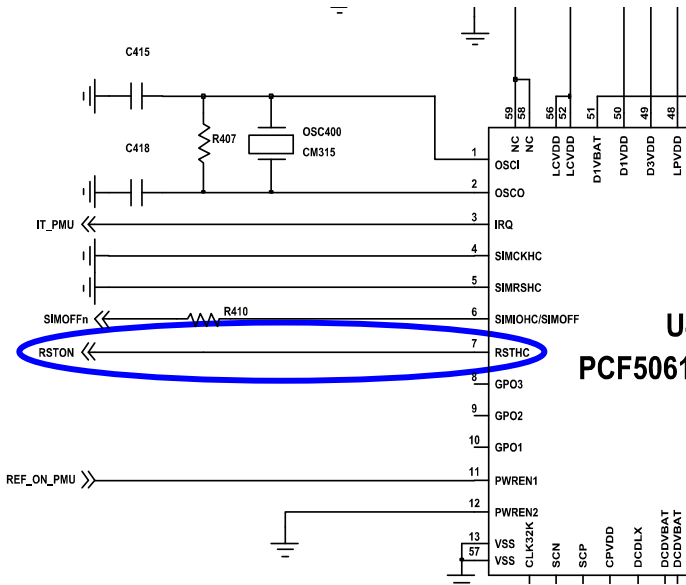 C415
R407
OSC400
CM315
C418
59
58
56
52
51
50
49
48
NC
NC
LCVDD
LCVDD
D1VBAT
D1VDD
D3VDD
LPVDD
1
OSCI
2
OSCO
IT_PMU
3
IRQ
4
SIMCKHC
5
SIMRSHC
SIMOFFn
R410
6
SIMIOHC/SIMOFF
RSTON
7
RSTHC
PCF5061
8
GPO3
9
GPO2
10
GPO1
REF_ON_PMU
11
PWREN1
12
PWREN2
13
VSS
57
VSS
CLK32K
SCN
SCP
CPVDD
DCDLX
DCDVBAT
DCDVBAT